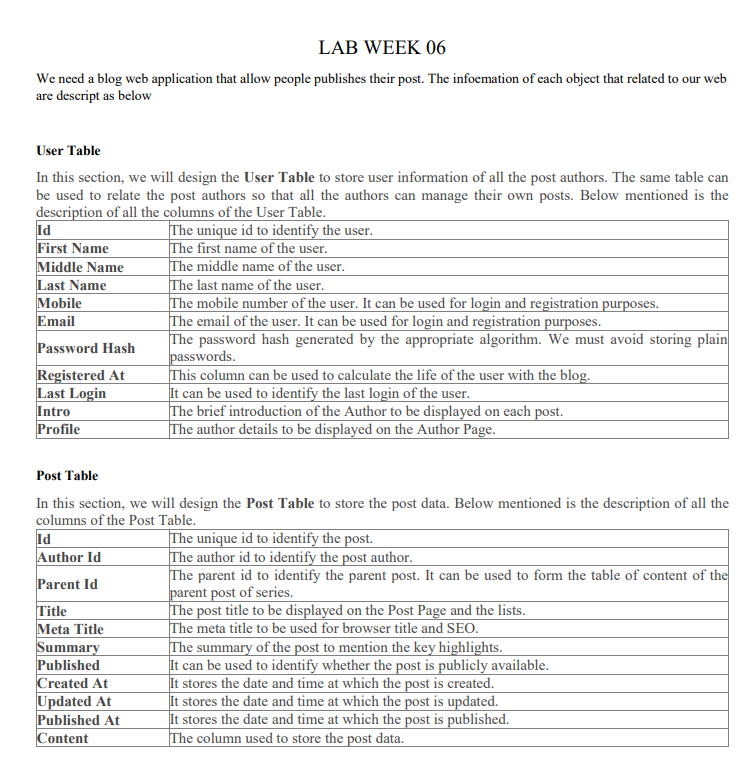 LAB WEEK 06
We need a blog web application that allow people publishes their post. The infoemation of each object that related to our web
are descript as below
User Table
In this section, we will design the User Table to store user information of all the post authors. The same table can
be used to relate the post authors so that all the authors can manage their own posts. Below mentioned is the
description of all the columns of the User Table.
Id The unique id to identify the user.
First Name The first name of the user.
Middle Name The middle name of the user.
Last Name The last name of the user.
Mobile The mobile number of the user. It can be used for login and registration purposes.
Email The email of the user. It can be used for login and registration purposes.
Password Hash The password hash generated by the appropriate algorithm. We must avoid storing plain
passwords.
Registered At This column can be used to calculate the life of the user with the blog.
Last Login It can be used to identify the last login of the user.
Intro The brief introduction of the Author to be displayed on each post.
Profile The author details to be displayed on the Author Page.
Post Table
In this section, we will design the Post Table to store the post data. Below mentioned is the description of all the
columns of the Post Table.
Id The unique id to identify the post.
Author Id The author id to identify the post author.
Parent Id The parent id to identify the parent post. It can be used to form the table of content of the
parent post of series.
Title The post title to be displayed on the Post Page and the lists.
Meta Title The meta title to be used for browser title and SEO.
Summary The summary of the post to mention the key highlights.
Published It can be used to identify whether the post is publicly available.
Created At It stores the date and time at which the post is created.
Updated At It stores the date and time at which the post is updated.
Published At It stores the date and time at which the post is published.
Content The column used to store the post data.